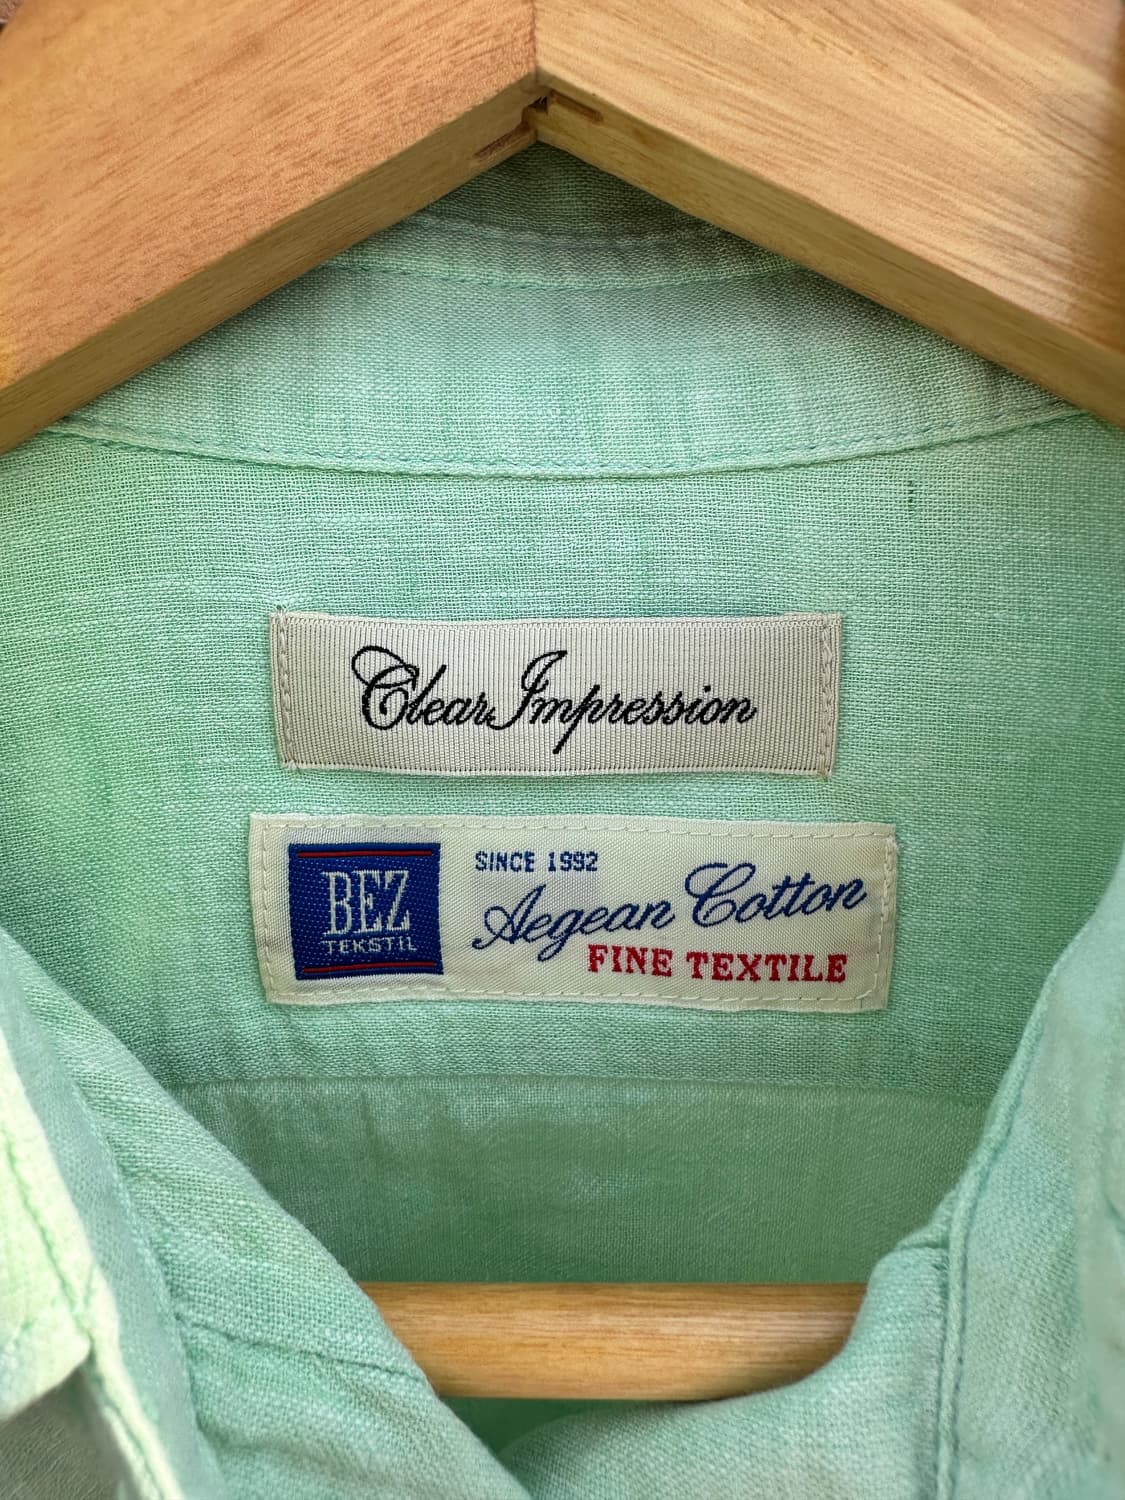 Clear Impression
BEZ
TEKSTIL
SINCE 1992
Aegean Cotton
FINE TEXTILE